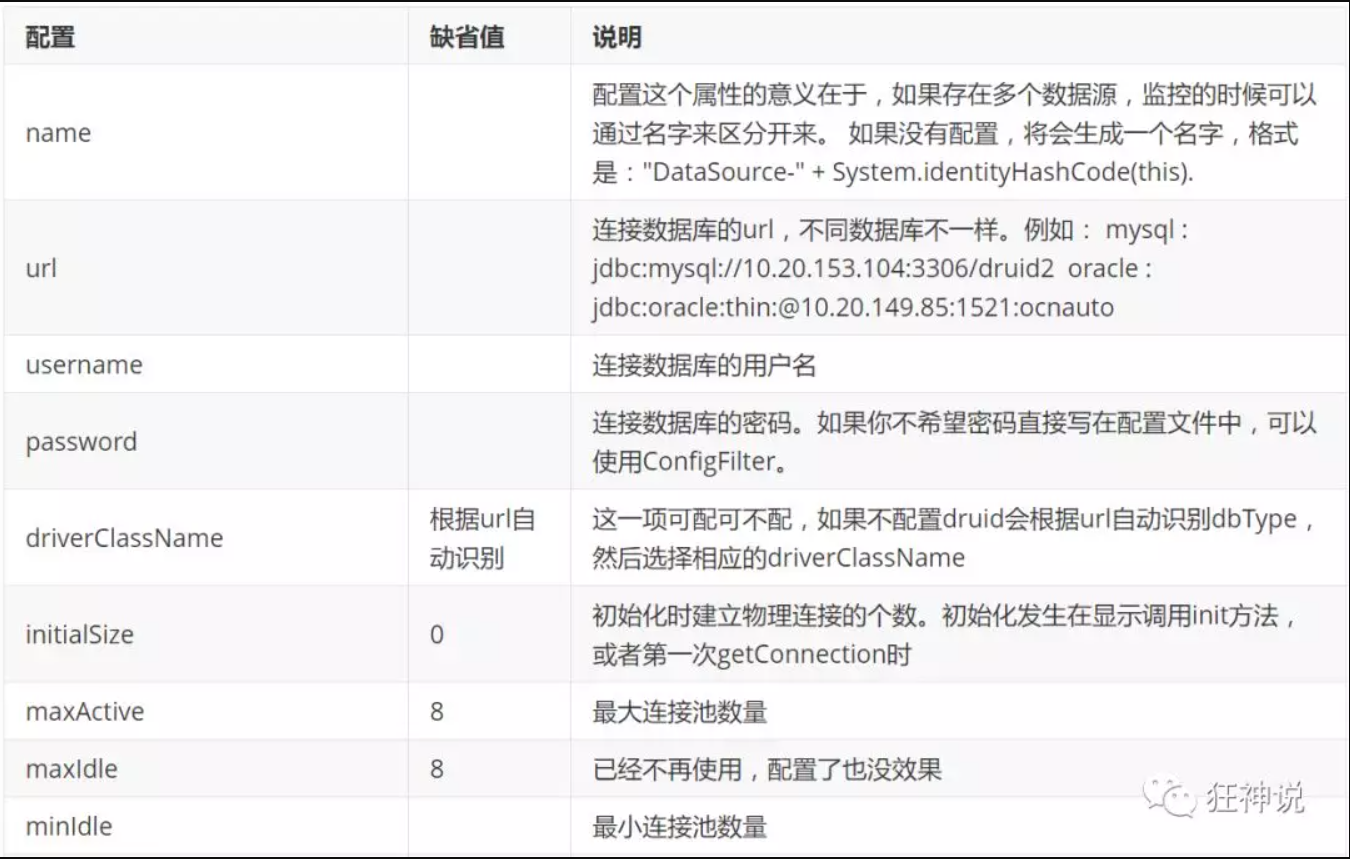 配置 缺省值 说明
name
配置这个属性的意义在于，如果存在多个数据源，监控的时候可以
通过名字来区分开来。 如果没有配置，将会生成一个名字，格式
是："DataSource-" + System.identityHashCode(this).
url
连接数据库的url，不同数据库不一样。例如： mysql :
jdbc:mysql://10.20.153.104:3306/druid2 oracle :
jdbc:oracle:thin:@10.20.149.85:1521:ocnauto
username 连接数据库的用户名
password
连接数据库的密码。如果你不希望密码直接写在配置文件中，可以
使用ConfigFilter。
driverClassName
根据url自
动识别
这一项可配可不配，如果不配置druid会根据url自动识别dbType，
然后选择相应的driverClassName
initialSize 0
初始化时建立物理连接的个数。初始化发生在显示调用init方法，
或者第一次getConnection时
maxActive 8 最大连接池数量
maxIdle 8 已经不再使用，配置了也没效果
minIdle 最小连接池数量
狂神说